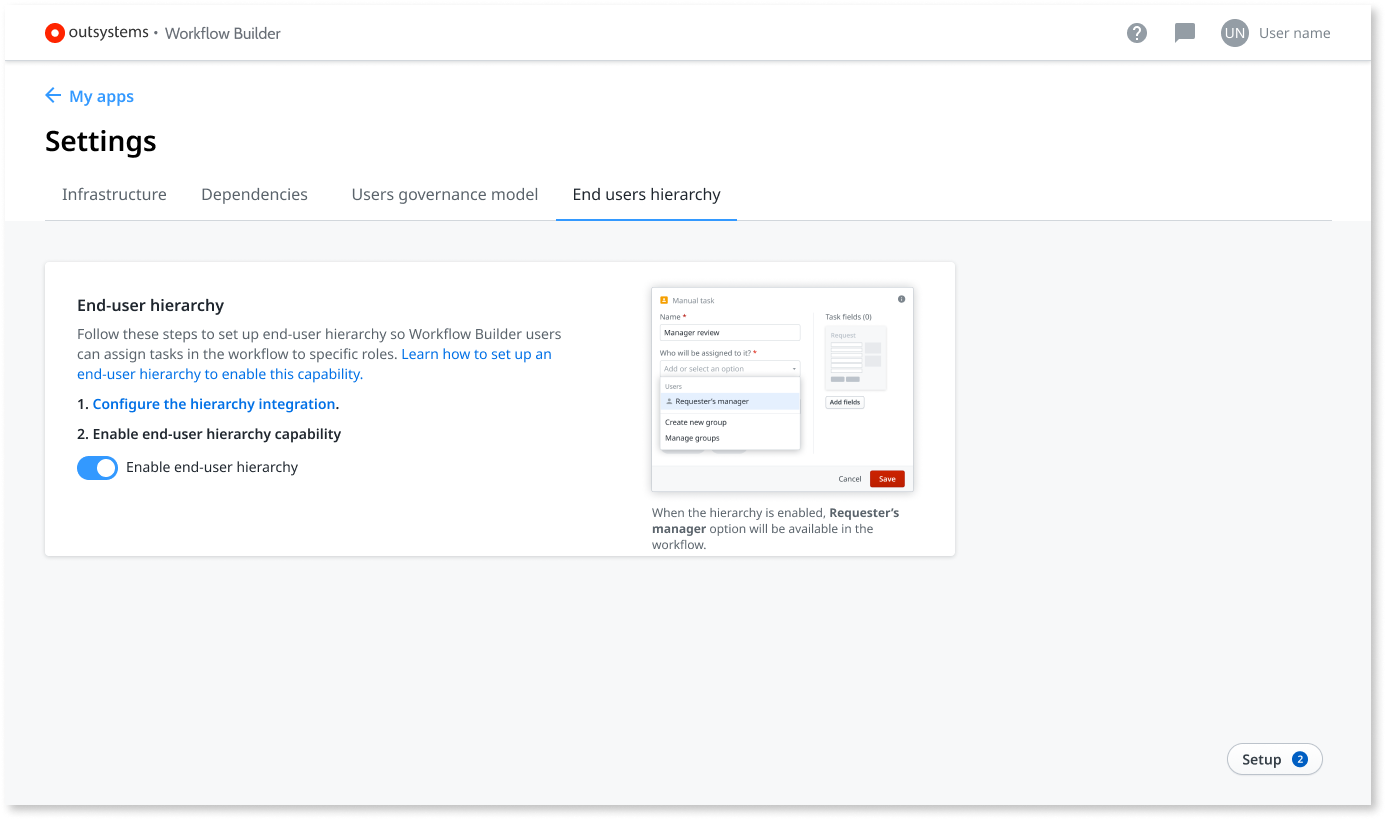 outsystems • Workflow Builder
?
UN User name
← My apps
Settings
Infrastructure Dependencies Users governance model End users hierarchy
End-user hierarchy
Follow these steps to set up end-user hierarchy so Workflow Builder users
can assign tasks in the workflow to specific roles. Learn how to set up an
end-user hierarchy to enable this capability.
1. Configure the hierarchy integration.
2. Enable end-user hierarchy capability
Enable end-user hierarchy
Manual task
Name *
Manager review
Who will be assigned to it? *
Add or select an option
Users
Requester's manager
Create new group
Manage groups
Task fields (0)
Request
Add fields
Cancel Save
When the hierarchy is enabled, Requester’s
manager option will be available in the
workflow.
Setup 2